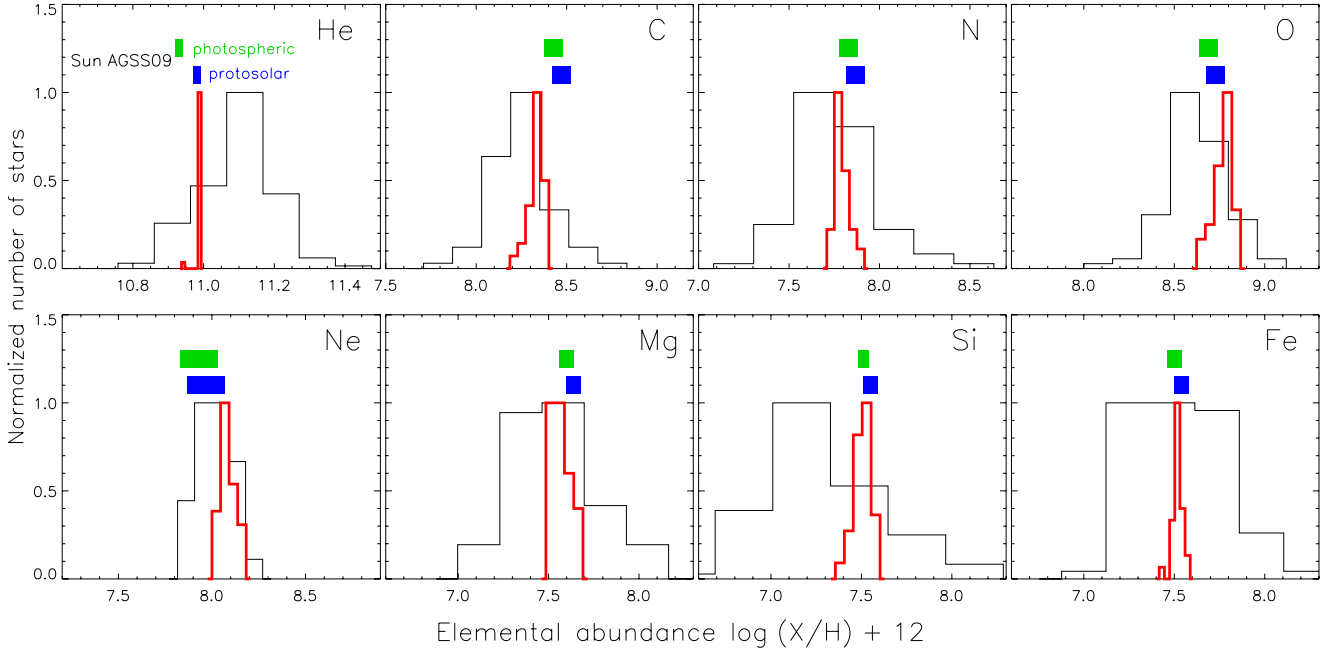 1.5
He
C
N
O
photospheric
Sun AGSS09
protosolar
1.0
0.5
0.0
10.8 11.0 11.2 11.4
7.5 8.0 8.5 9.0
7.0 7.5 8.0 8.5
8.0 8.5 9.0
Normalized number of stars
1.5
Ne
Mg
Si
Fe
1.0
0.5
0.0
7.5 8.0 8.5
7.0 7.5 8.0
7.0 7.5 8.0
7.0 7.5 8.0
Elemental abundance log (X/H) + 12